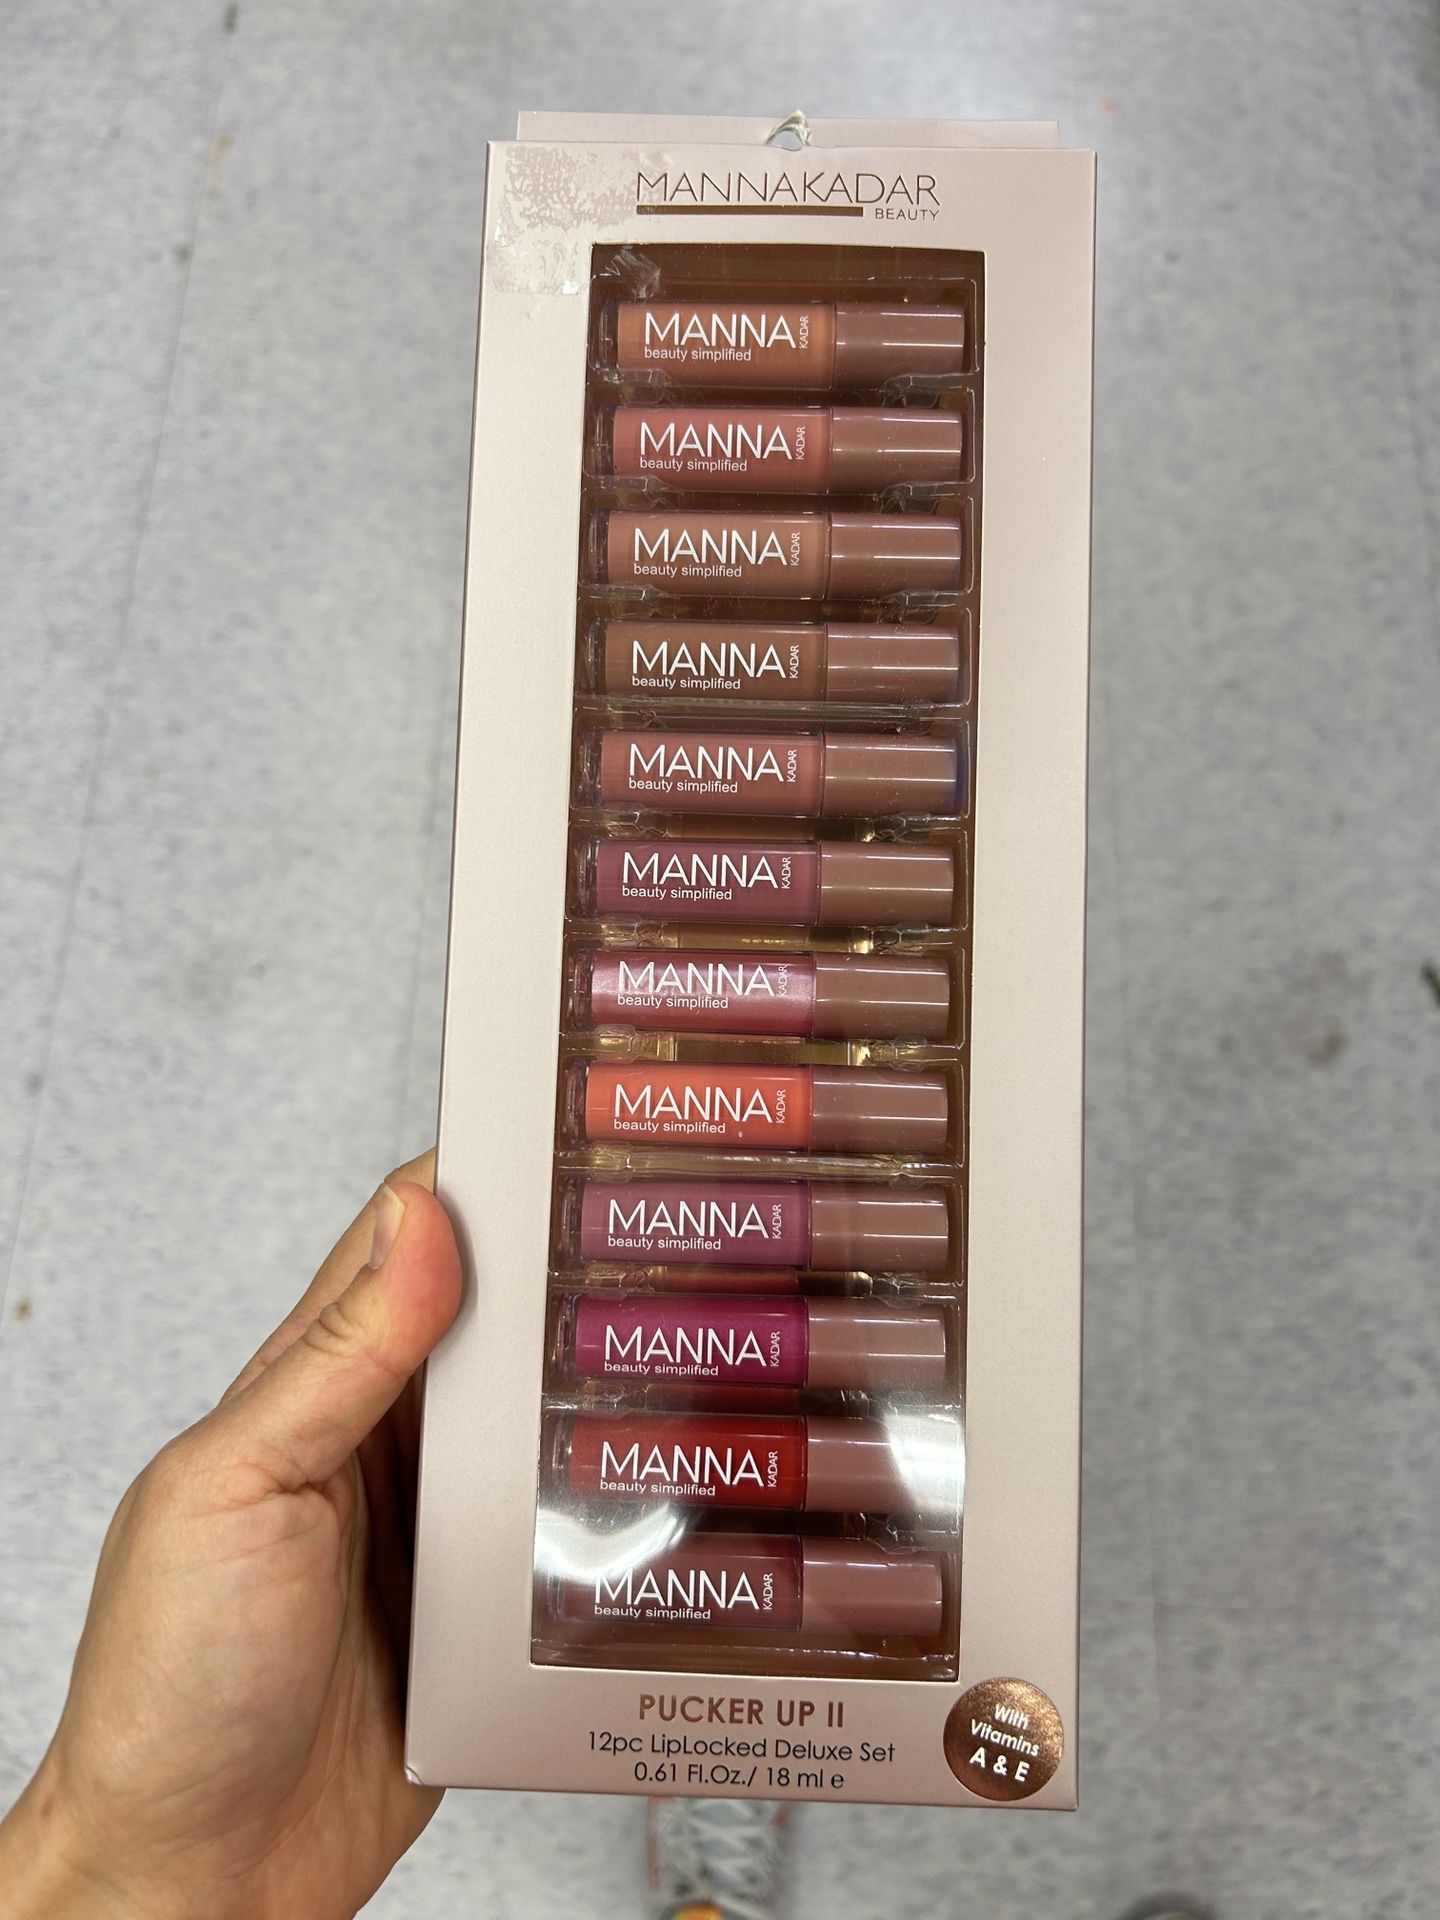 MANNAKADAR
BEAUTY
MANNA KADAR
beauty simplified
MANNA KADAR
beauty simplified
MANNA KADAR
beauty simplified
MANNA KADAR
beauty simplified
MANNA KADAR
beauty simplified
MANNA KADAR
beauty simplified
MANNA KADAR
beauty simplified
MANNA KADAR
beauty simplified
MANNA KADAR
beauty simplified
MANNA KADAR
beauty simplified
MANNA KADAR
beauty simplified
MANNA KADAR
beauty simplified
PUCKER UP II
12pc LipLocked Deluxe Set
0.61 Fl.Oz./ 18 ml e
With
Vitamins
A & E